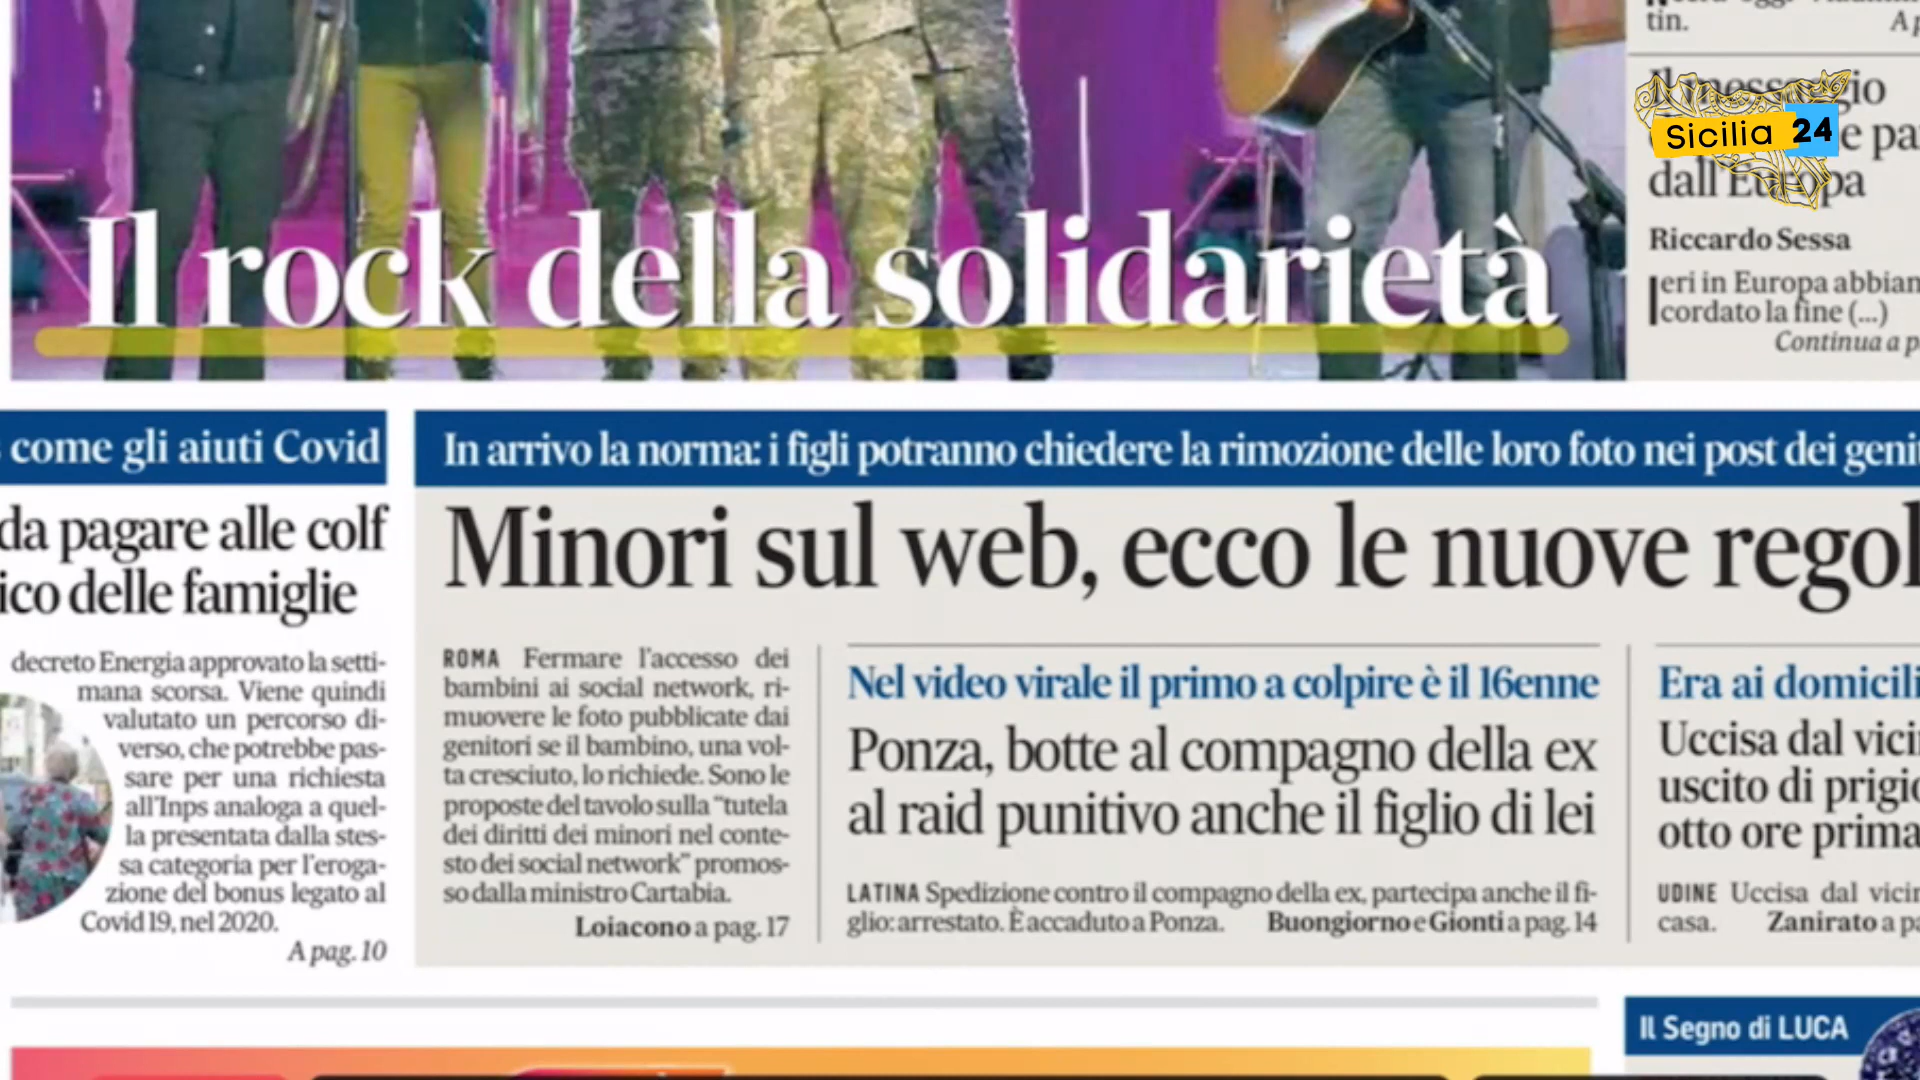 tin.
Sicilia 24
e pa
dall'Europa
Riccardo Sessa
Ieri in Europa abbiam
cordato la fine (...)
Continua a p
Il rock della solidarietà
come gli aiuti Covid
da pagare alle colf
ico delle famiglie
decreto Energia approvato la setti-
mana scorsa. Viene quindi
valutato un percorso di-
verso, che potrebbe pas-
sare per una richiesta
all'Inps analoga a quel-
la presentata dalla stes-
sa categoria per l'eroga-
zione del bonus legato al
Covid 19, nel 2020.
A pag. 10
In arrivo la norma: i figli potranno chiedere la rimozione delle loro foto nei post dei geni
Minori sul web, ecco le nuove regol
ROMA Fermare l'accesso dei
bambini ai social network, ri-
muovere le foto pubblicate dai
genitori se il bambino, una vol-
ta cresciuto, lo richiede. Sono le
proposte del tavolo sulla “tutela
dei diritti dei minori nel conte-
sto dei social network” promos-
so dalla ministro Cartabia.
Loiacono a pag. 17
Nel video virale il primo a colpire è il 16enne
Ponza, botte al compagno della ex
al raid punitivo anche il figlio di lei
LATINA Spedizione contro il compagno della ex, partecipa anche il fi-
glio: arrestato. È accaduto a Ponza. Buongiorno e Gionti a pag. 14
Era ai domicili
Uccisa dal vici
uscito di prigio
otto ore prima
UDINE Uccisa dal vicin
casa. Zanirato a pa
Il Segno di LUCA